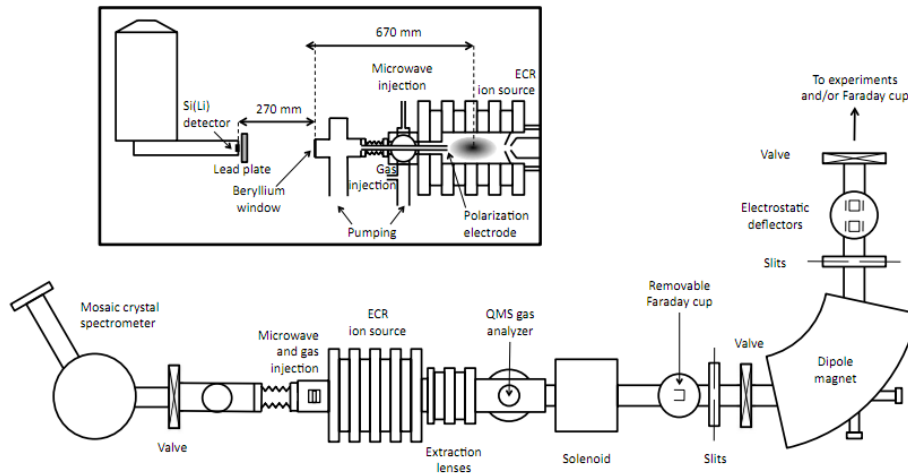 670 mm
Microwave
injection
ECR
ion source
Si(Li)
detector
270 mm
Lead plate
Gas
injection
Beryllium
window
Pumping
Polarization
electrode
To experiments
and/or Faraday cup
Valve
Electrostatic
deflectors
Slits
Mosaic crystal
spectrometer
Microwave
and gas
injection
ECR
ion source
QMS gas
analyzer
Removable
Faraday cup
Valve
Dipole
magnet
Valve
Extraction
lenses
Solenoid
Slits